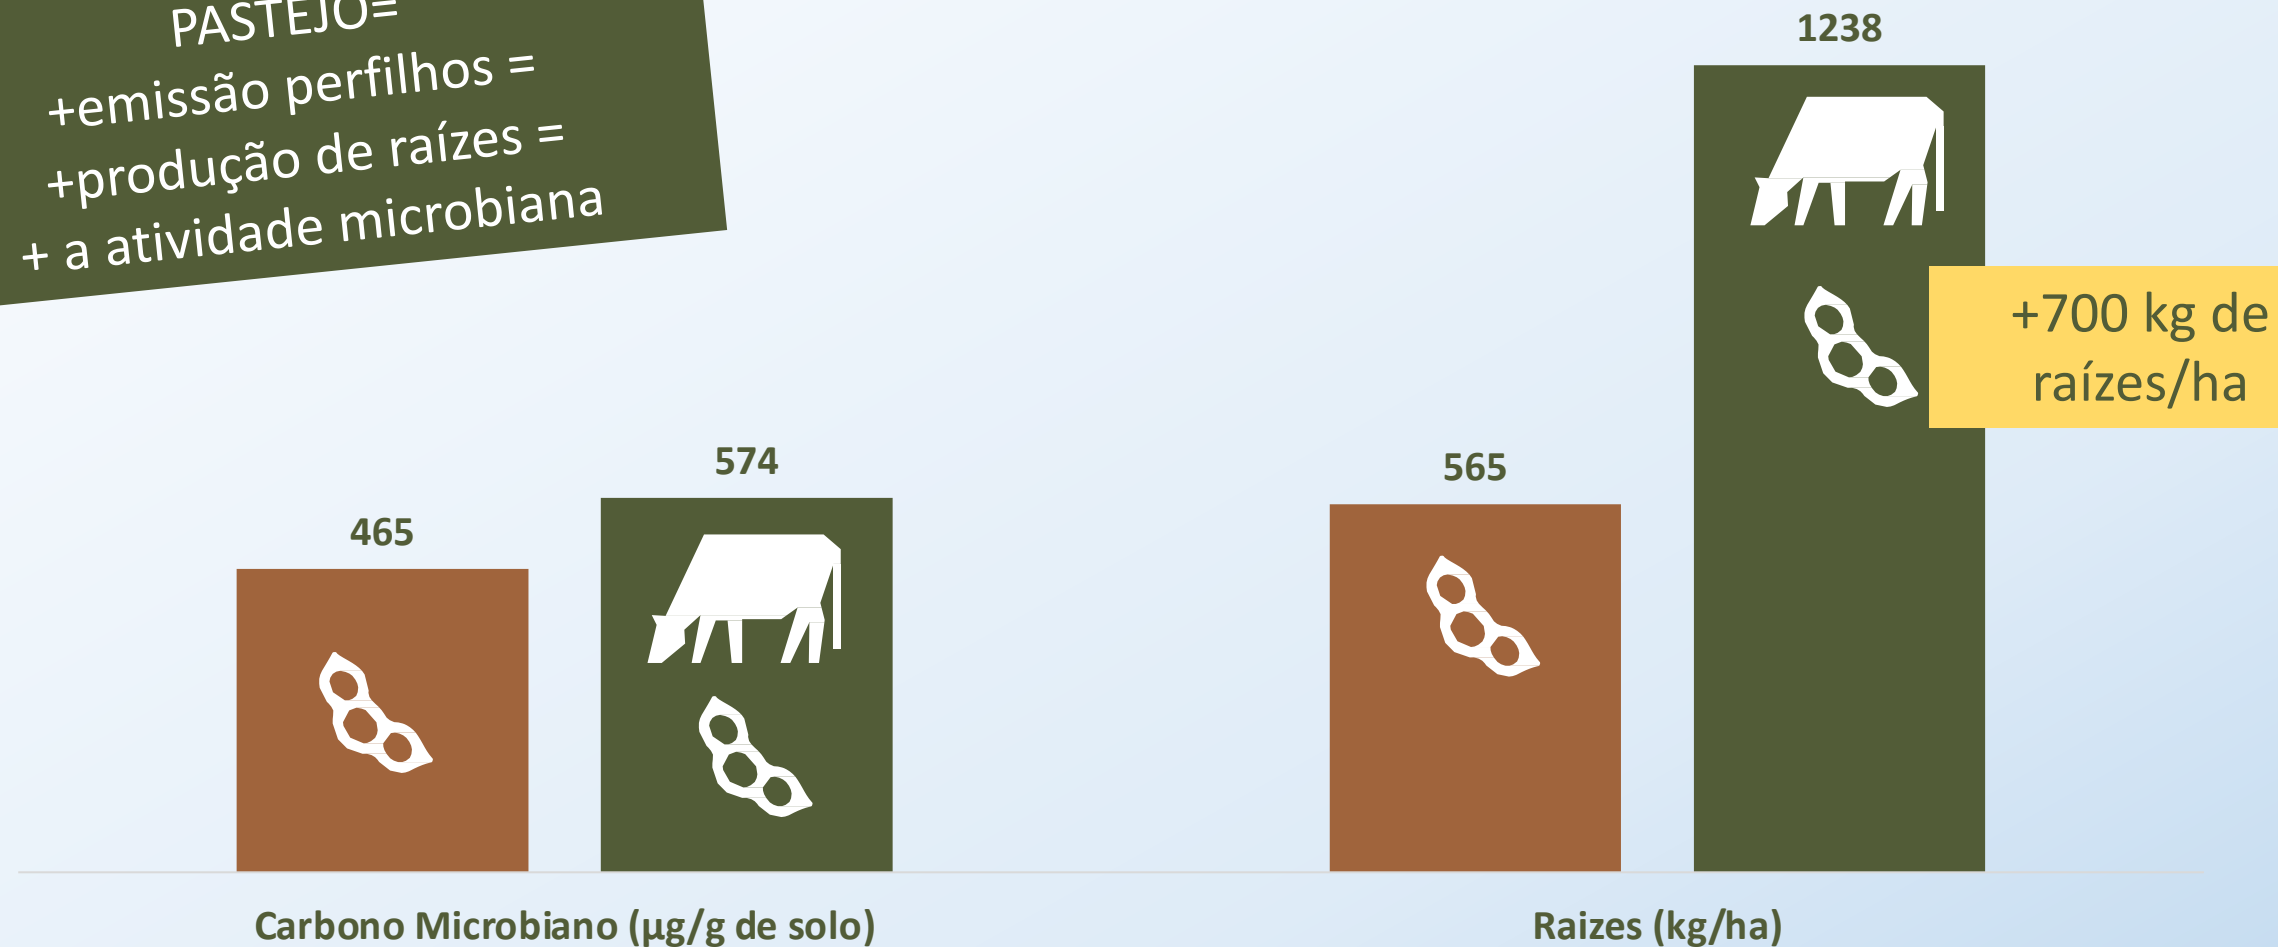 PASTEJO=
+emissão perfilhos =
+produção de raízes =
+ a atividade microbiana
1238
+700 kg de
raízes/ha
574
565
465
Carbono Microbiano (µg/g de solo)
Raizes (kg/ha)